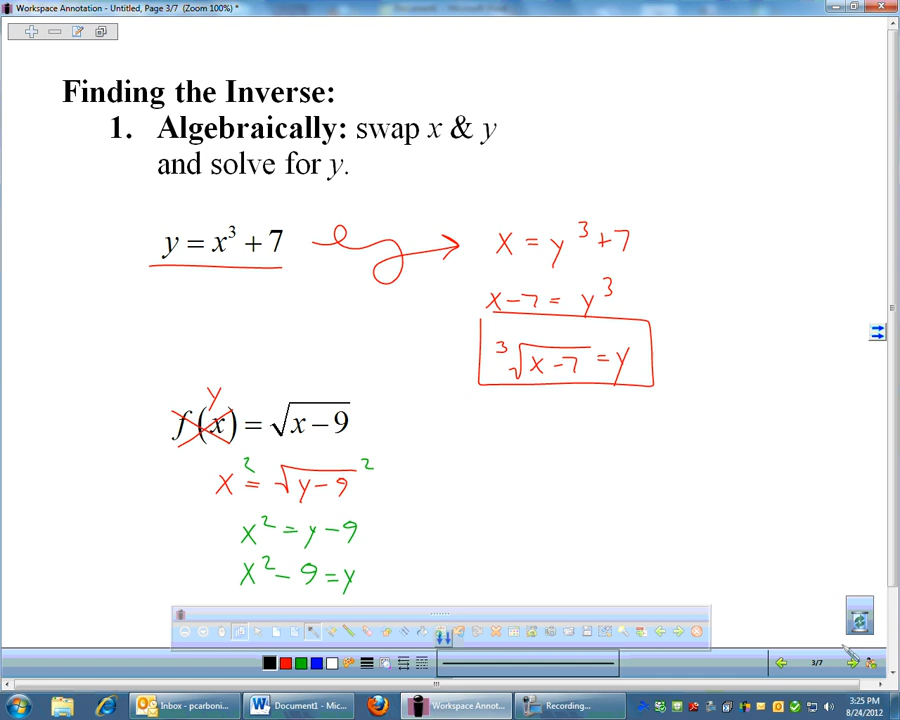 Workspace Annotation - Untitled, Page 3/7 (Zoom 100%) *
Finding the Inverse:
1. Algebraically: swap x & y
and solve for y.
y = x³ + 7
x = y³ + 7
x - 7 = y³
³√(x - 7) = y
y
f(x) = √(x - 9)
x² = √(y - 9)²
x² = y - 9
x² - 9 = y
3/7
Inbox - pcarboni...
Document1 - Mic...
Workspace Annot...
Recording...
3:25 PM
8/24/2012